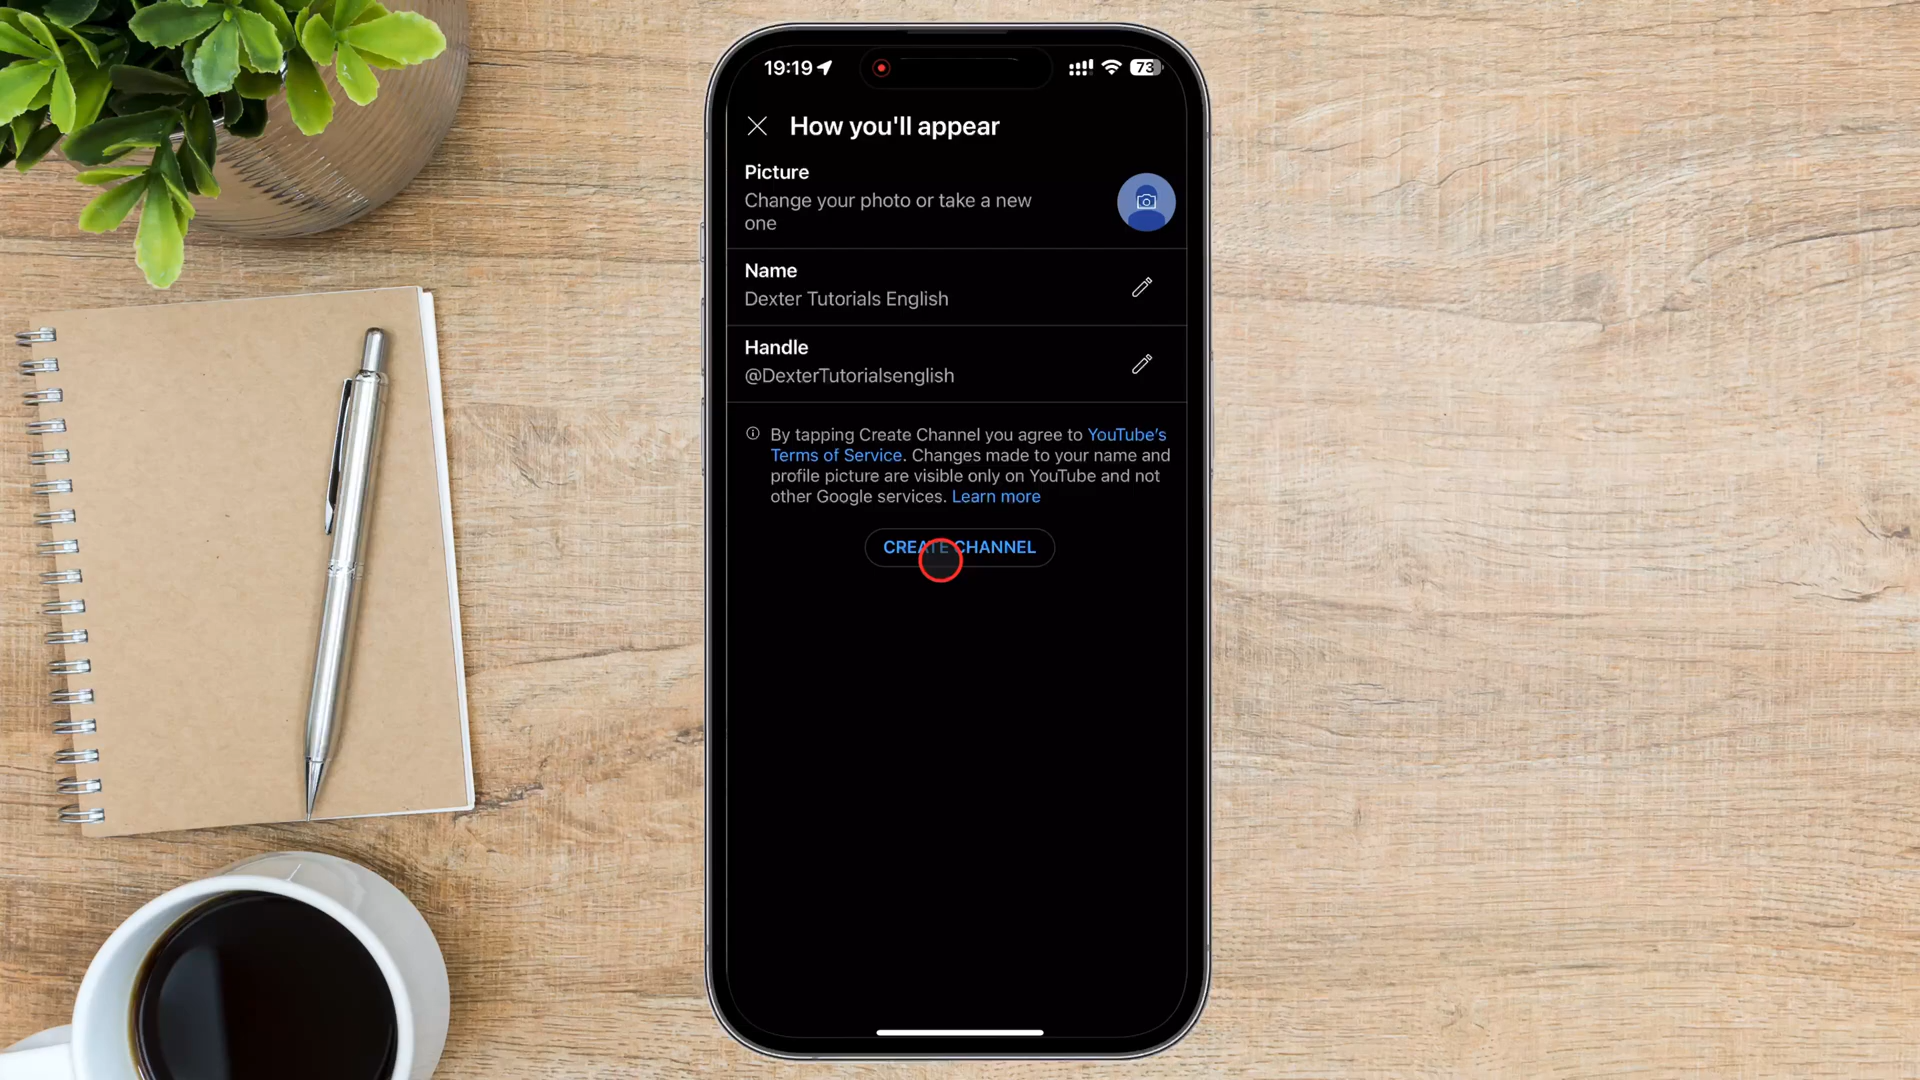 19:19
73
How you'll appear
Picture
Change your photo or take a new
one
Name
Dexter Tutorials English
Handle
@DexterTutorialsenglish
By tapping Create Channel you agree to YouTube's
Terms of Service. Changes made to your name and
profile picture are visible only on YouTube and not
other Google services. Learn more
CREATE CHANNEL